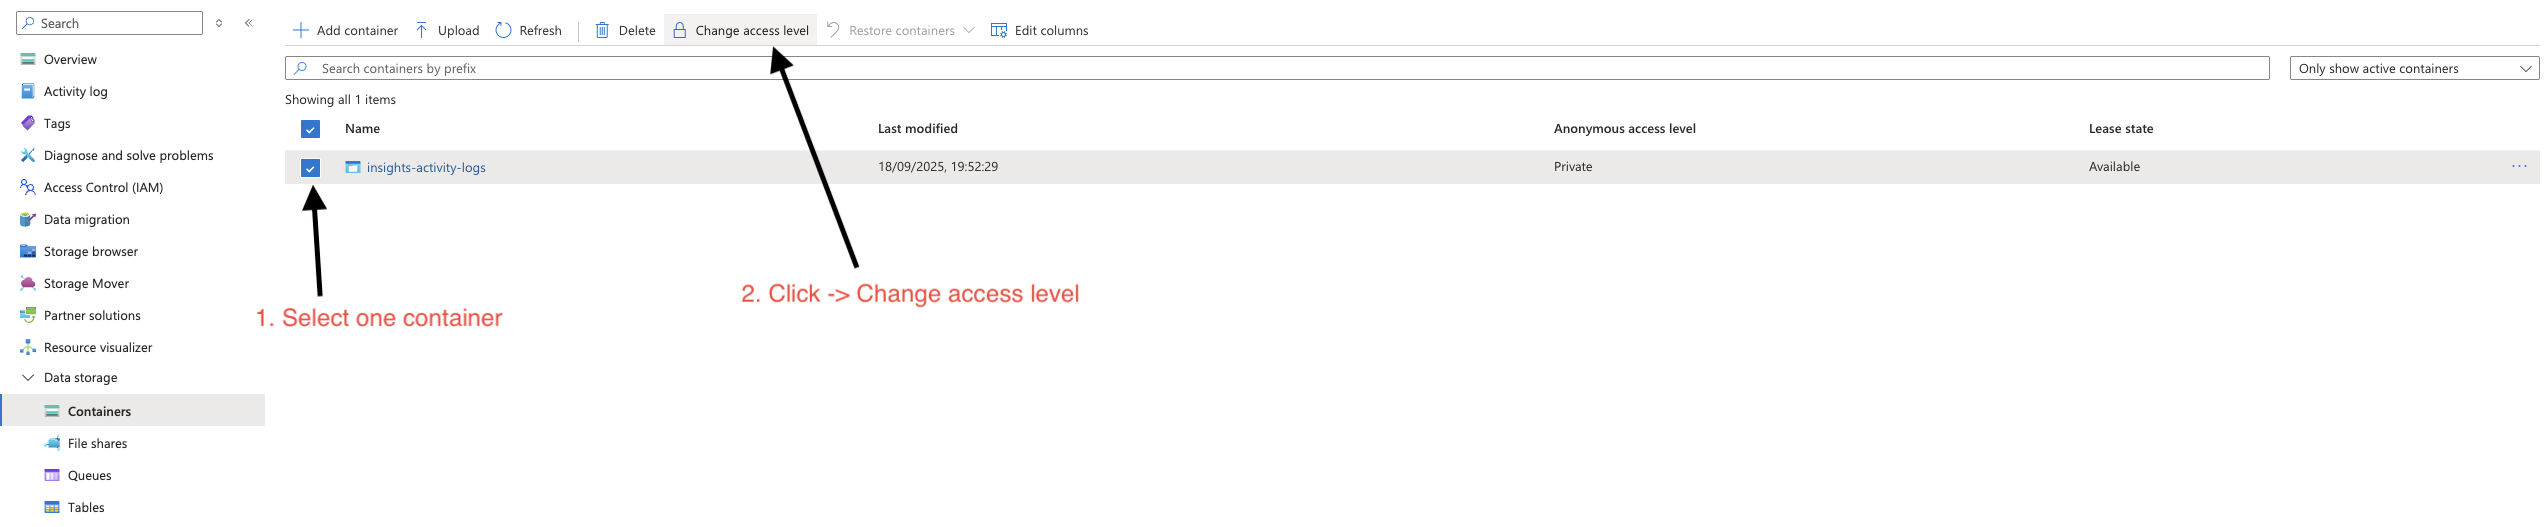 Search
Overview
Activity log
Tags
Diagnose and solve problems
Access Control (IAM)
Data migration
Storage browser
Storage Mover
Partner solutions
Resource visualizer
Data storage
Containers
File shares
Queues
Tables
Add container Upload Refresh Delete Change access level Restore containers Edit columns
Search containers by prefix Only show active containers
Showing all 1 items
Name Last modified Anonymous access level Lease state
insights-activity-logs 18/09/2025, 19:52:29 Private Available ...
2. Click -> Change access level
1. Select one container